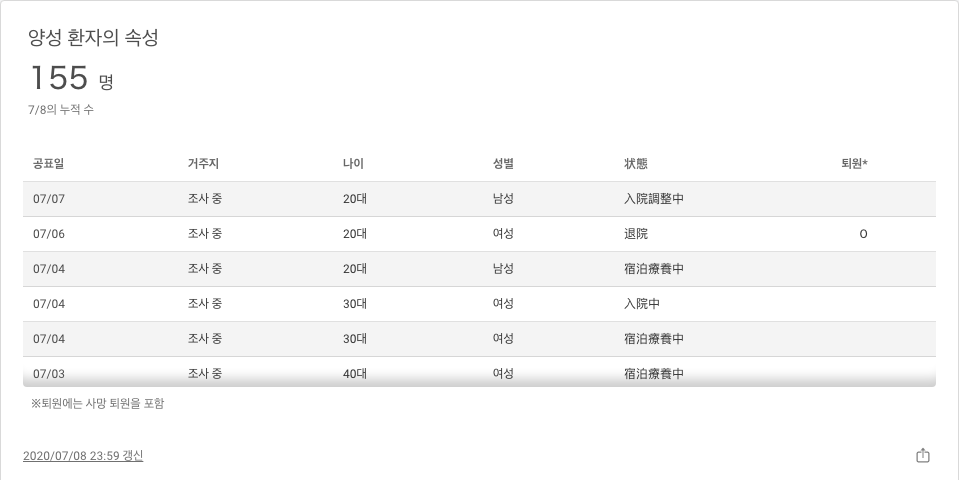 양성 환자의 속성
155 명
7/8의 누적 수
공표일 거주지 나이 성별 状態 퇴원*
07/07 조사 중 20대 남성 入院調整中
07/06 조사 중 20대 여성 退院 O
07/04 조사 중 20대 남성 宿泊療養中
07/04 조사 중 30대 여성 入院中
07/04 조사 중 30대 여성 宿泊療養中
07/03 조사 중 40대 여성 宿泊療養中
※퇴원에는 사망 퇴원을 포함
2020/07/08 23:59 갱신